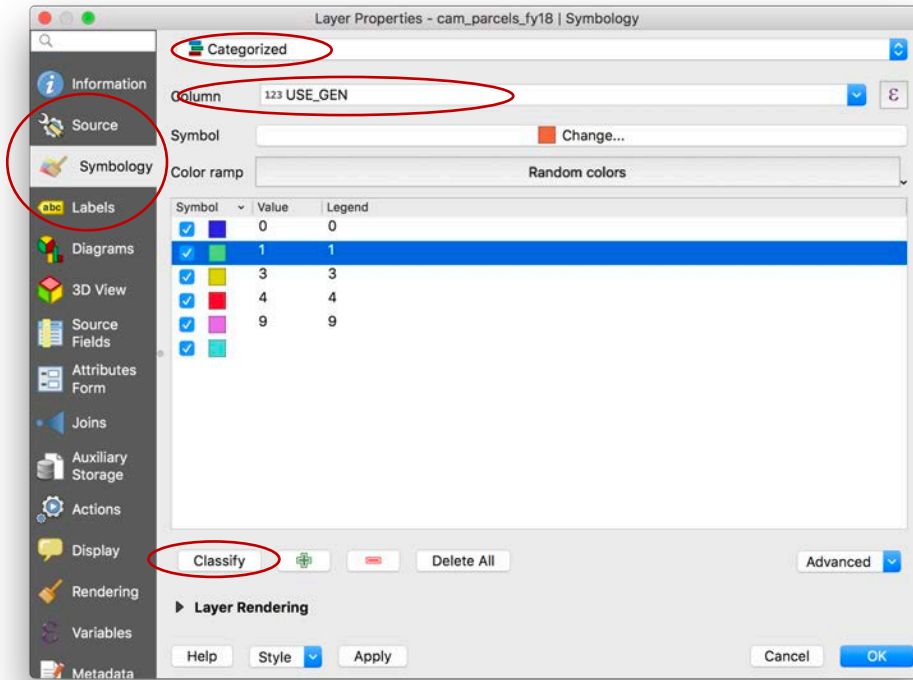 Layer Properties - cam_parcels_fy18 | Symbology
Categorized
Information
Column 123 USE_GEN ε
Source
Symbol Change...
Symbology
Color ramp Random colors
abc Labels
Symbol Value Legend
0 0
Diagrams
1 1
3 3
3D View
4 4
9 9
Source
Fields
Attributes
Form
Joins
Auxiliary
Storage
Actions
Display
Classify Delete All Advanced
Rendering
Layer Rendering
Variables
Help Style Apply Cancel OK
Metadata